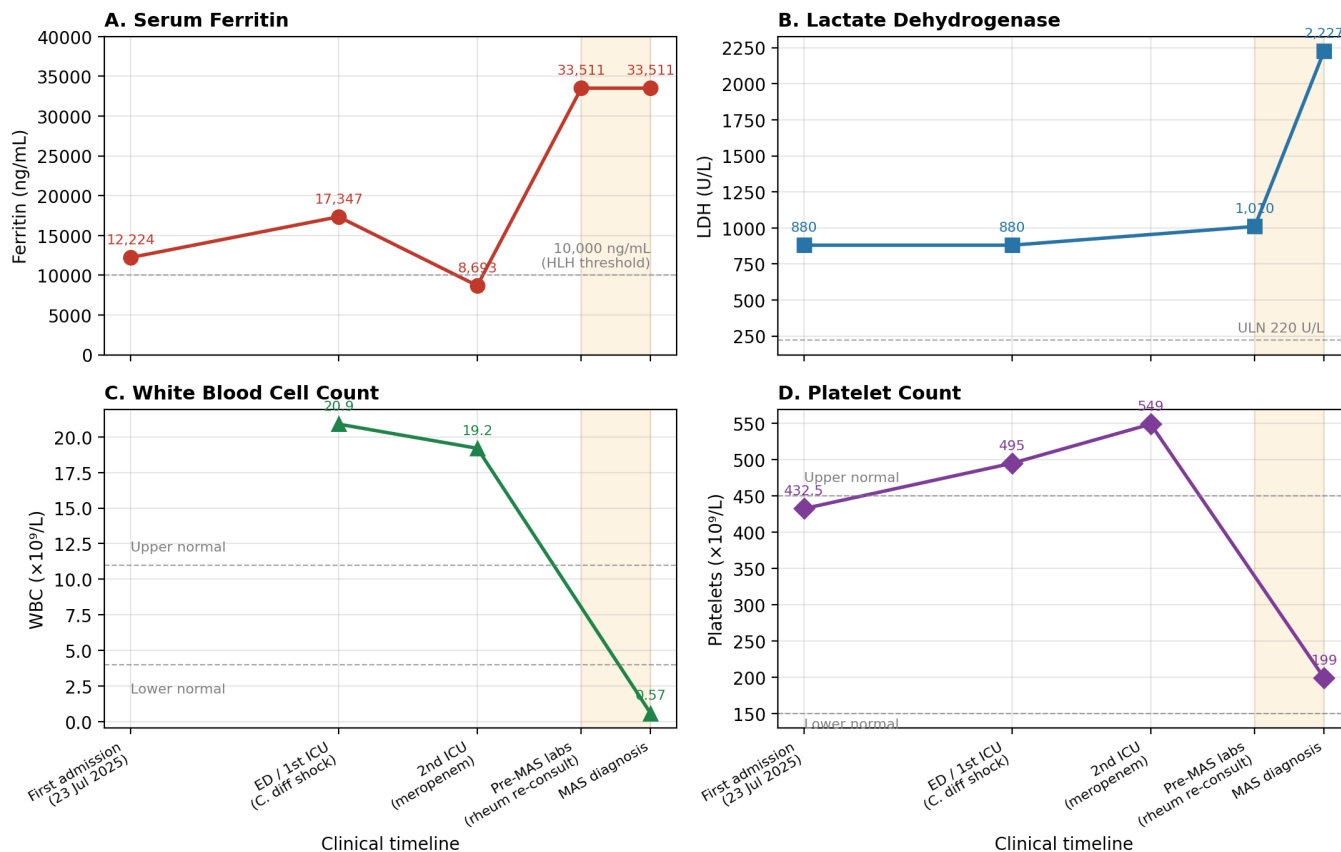 A. Serum Ferritin
40000
35000
30000
25000
20000
15000
10000
5000
0
Ferritin (ng/mL)
12,224
17,347
8,693
33,511
33,511
10,000 ng/mL
(HLH threshold)
B. Lactate Dehydrogenase
2250
2000
1750
1500
1250
1000
750
500
250
LDH (U/L)
880
880
1,010
2,227
ULN 220 U/L
C. White Blood Cell Count
20.0
17.5
15.0
12.5
10.0
7.5
5.0
2.5
0.0
WBC (×10⁹/L)
20.9
19.2
0.57
Upper normal
Lower normal
First admission
(23 Jul 2025)
ED / 1st ICU
(C. diff shock)
2nd ICU
(meropenem)
Pre-MAS labs
(rheum re-consult)
MAS diagnosis
Clinical timeline
D. Platelet Count
550
500
450
400
350
300
250
200
150
Platelets (×10⁹/L)
432.5
495
549
199
Upper normal
Lower normal
First admission
(23 Jul 2025)
ED / 1st ICU
(C. diff shock)
2nd ICU
(meropenem)
Pre-MAS labs
(rheum re-consult)
MAS diagnosis
Clinical timeline